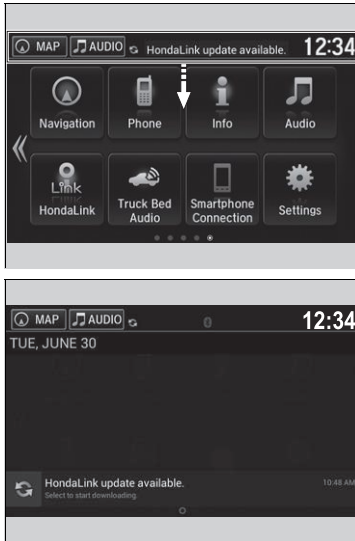 MAP AUDIO HondaLink update available. 12:34
Navigation Phone Info Audio
Link
HondaLink Truck Bed Audio Smartphone Connection Settings
MAP AUDIO 12:34
TUE, JUNE 30
HondaLink update available. 10:48 AM
Select to start downloading.